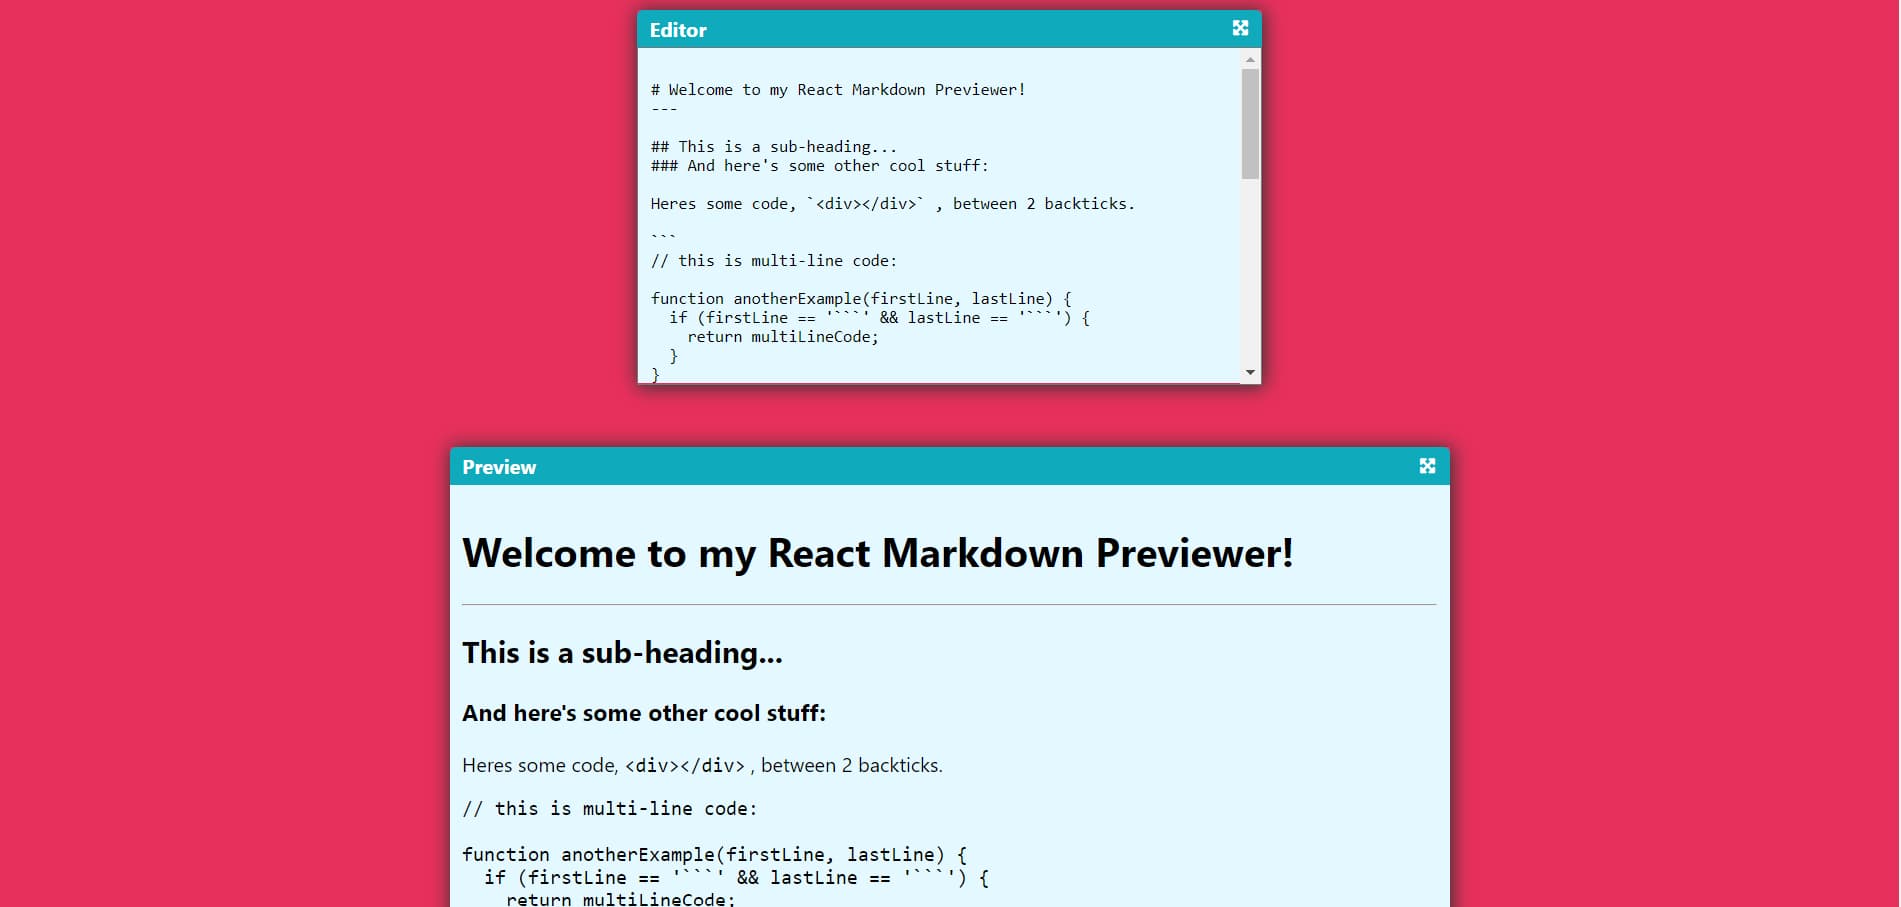 Editor
# Welcome to my React Markdown Previewer!
---
## This is a sub-heading...
### And here's some other cool stuff:
Heres some code, `<div></div>` , between 2 backticks.
```
// this is multi-line code:
function anotherExample(firstLine, lastLine) {
  if (firstLine == '```' && lastLine == '```') {
    return multiLineCode;
  }
}
Preview
Welcome to my React Markdown Previewer!
This is a sub-heading...
And here's some other cool stuff:
Heres some code, <div></div> , between 2 backticks.
// this is multi-line code:
function anotherExample(firstLine, lastLine) {
  if (firstLine == '```' && lastLine == '```') {
    return multiLineCode;